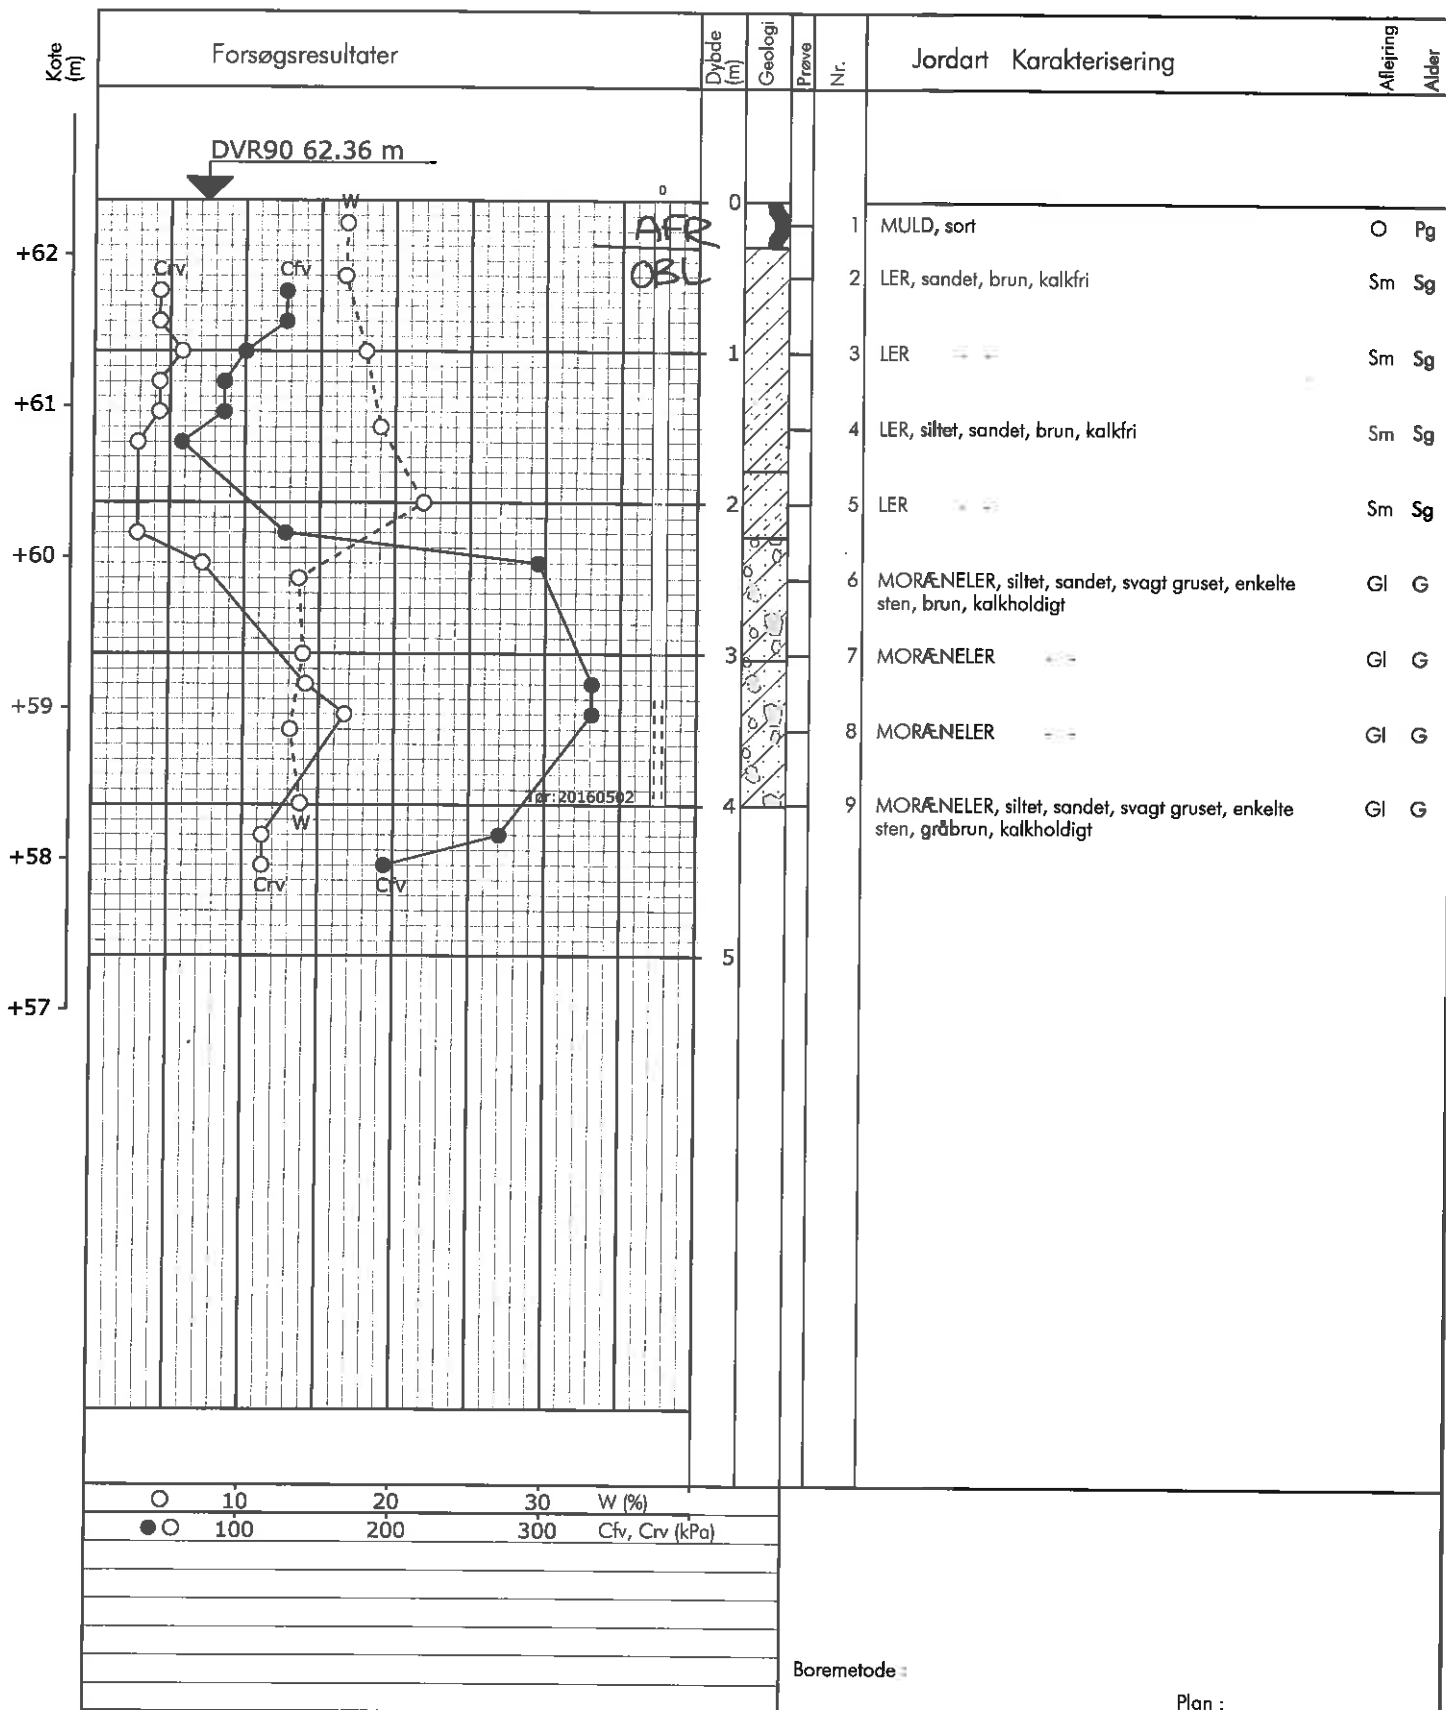 Kote (m)
Forsøgsresultater
Dybde (m)
Geologi
Prøve
Nr.
Jordart Karakterisering
Aflejring
Alder
DVR90 62.36 m
+62
+61
+60
+59
+58
+57
W
Crv
Cfv
0
AFR
OBL
W
Tør:20160502
Crv
Cfv
0
1
2
3
4
5
1 MULD, sort O Pg
2 LER, sandet, brun, kalkfri Sm Sg
3 LER Sm Sg
4 LER, siltet, sandet, brun, kalkfri Sm Sg
5 LER Sm Sg
6 MORÆNELER, siltet, sandet, svagt gruset, enkelte Gl G
sten, brun, kalkholdigt
7 MORÆNELER Gl G
8 MORÆNELER Gl G
9 MORÆNELER, siltet, sandet, svagt gruset, enkelte Gl G
sten, gråbrun, kalkholdigt
10 20 30 W (%)
100 200 300 Cfv, Crv (kPa)
Boremetode :
Plan :